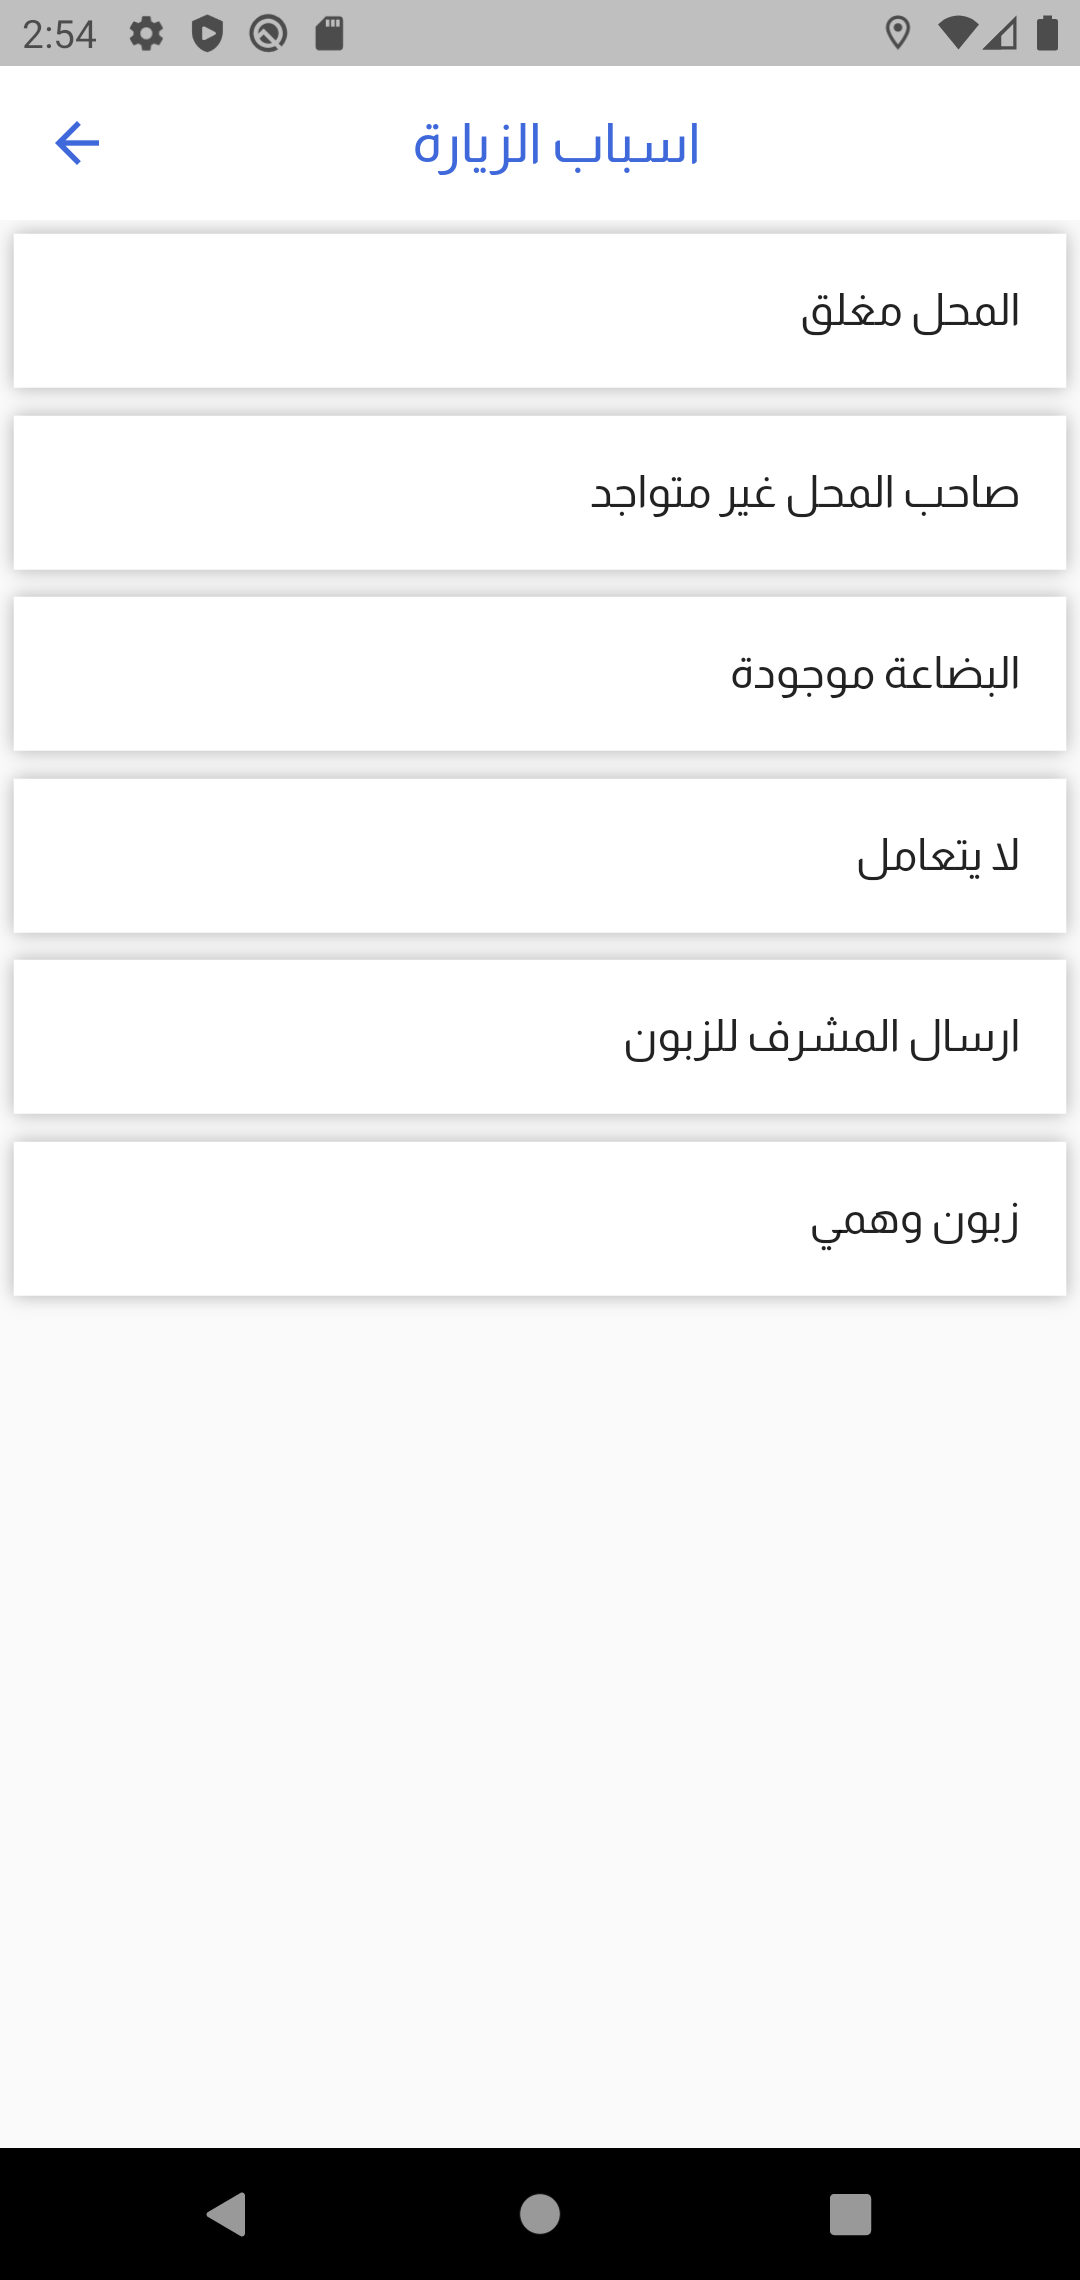 2:54
اسباب الزيارة
المحل مغلق
صاحب المحل غير متواجد
البضاعة موجودة
لا يتعامل
ارسال المشرف للزبون
زبون وهمي